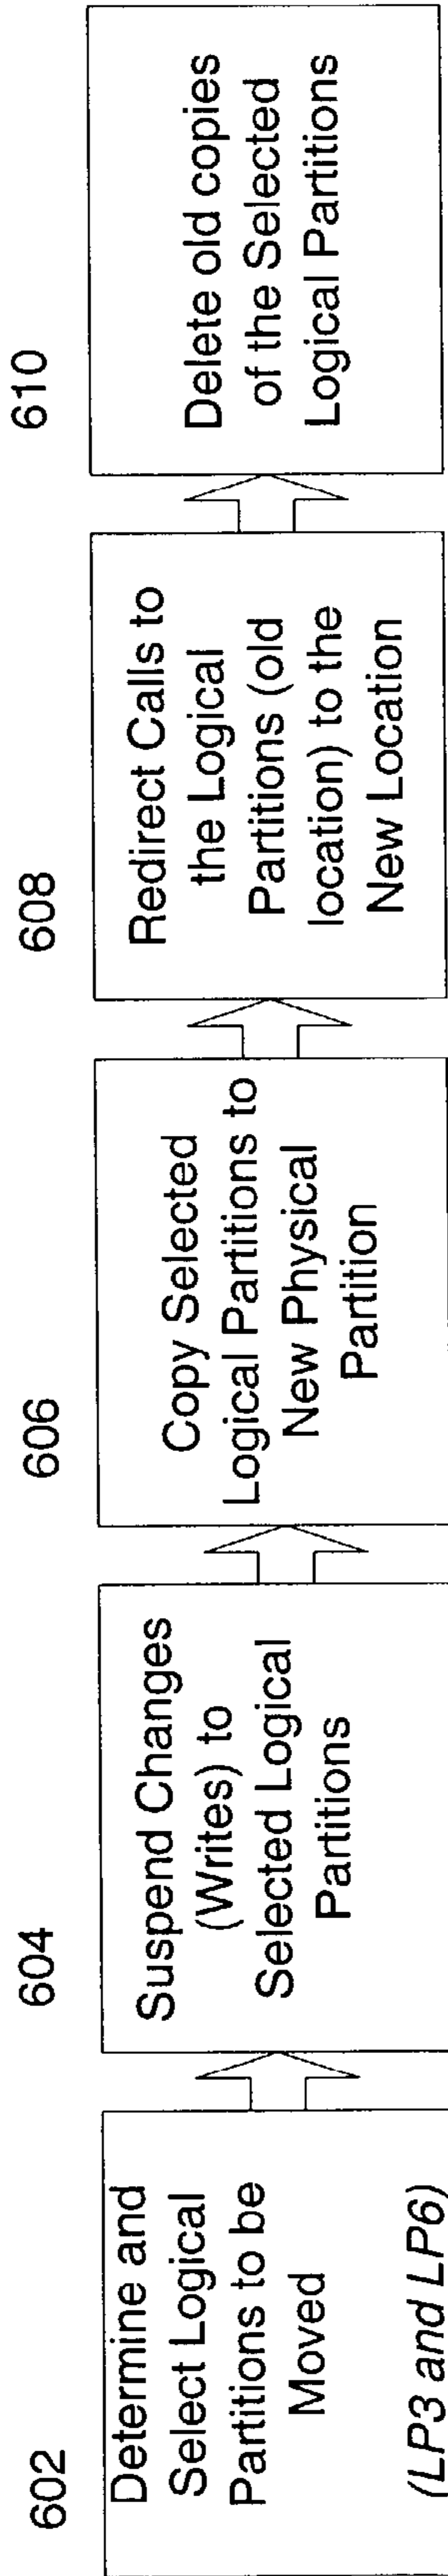 602
Determine and
Select Logical
Partitions to be
Moved
(LP3 and LP6)
604
Suspend Changes
(Writes) to
Selected Logical
Partitions
606
Copy Selected
Logical Partitions to
New Physical
Partition
608
Redirect Calls to
the Logical
Partitions (old
location) to the
New Location
610
Delete old copies
of the Selected
Logical Partitions